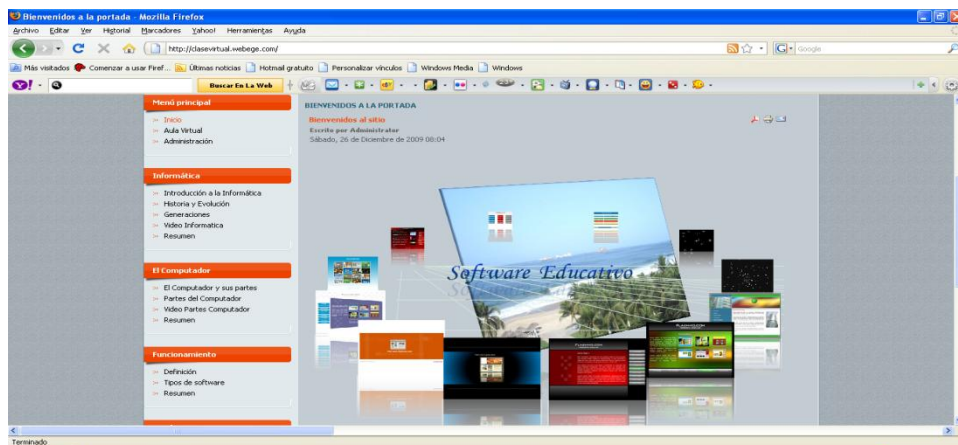 Bienvenidos a la portada - Mozilla Firefox
Archivo Editar Ver Historial Marcadores Yahoo! Herramientas Ayuda
http://clasevirtual.webege.com/
Google
Más visitados Comenzar a usar Firef... Últimas noticias Hotmail gratuito Personalizar vínculos Windows Media Windows
Buscar En La Web
Menú principal
Inicio
Aula Virtual
Administración
Informática
Introducción a la Informática
Historia y Evolución
Generaciones
Video Informatica
Resumen
El Computador
El Computador y sus partes
Partes del Computador
Video Partes Computador
Resumen
Funcionamiento
Definición
Tipos de software
Resumen
BIENVENIDOS A LA PORTADA
Bienvenidos al sitio
Escrito por Administrator
Sábado, 26 de Diciembre de 2009 08:04
Software Educativo
Terminado